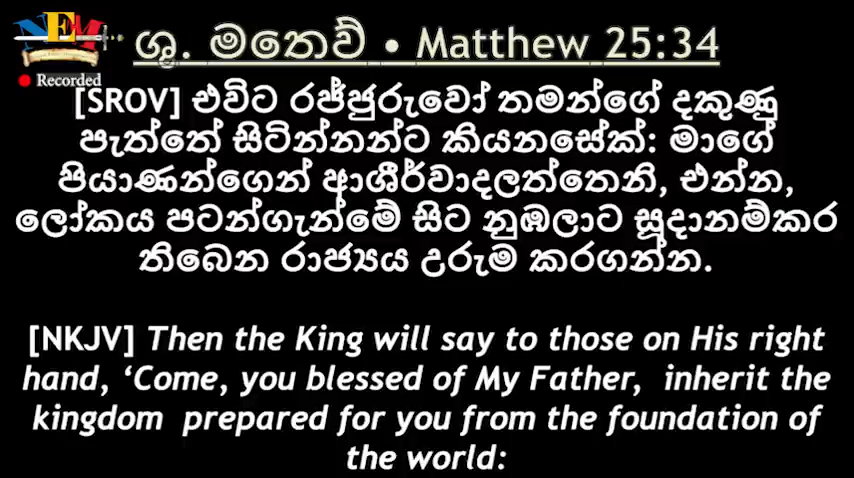 NEM
Recorded
ශු. මතෙව් • Matthew 25:34
[SROV] එවිට රජ්ජුරුවෝ තමන්ගේ දකුණු
පැත්තේ සිටින්නන්ට කියනසේක්: මාගේ
පියාණන්ගෙන් ආශීර්වාදලත්තෙනි, එන්න,
ලෝකය පටන්ගැන්මේ සිට නුඹලාට සූදානම්කර
තිබෙන රාජ්‍යය උරුම කරගන්න.
[NKJV] Then the King will say to those on His right
hand, ‘Come, you blessed of My Father,  inherit the
kingdom  prepared for you from the foundation of
the world: